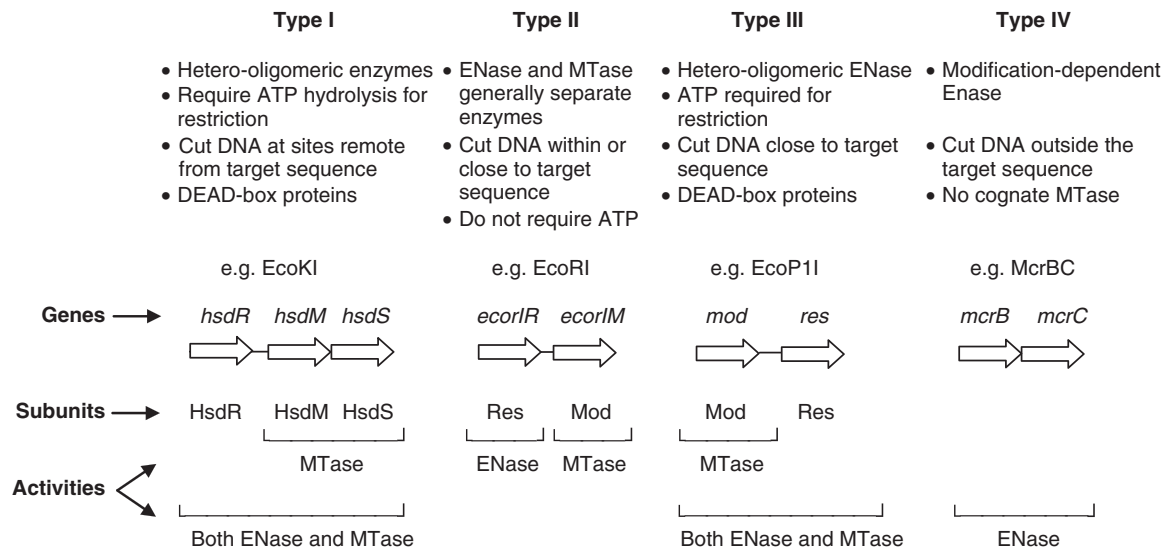 Type I
Type II
Type III
Type IV
• Hetero-oligomeric enzymes
• Require ATP hydrolysis for
restriction
• Cut DNA at sites remote
from target sequence
• DEAD-box proteins
• ENase and MTase
generally separate
enzymes
• Cut DNA within or
close to target
sequence
• Do not require ATP
• Hetero-oligomeric ENase
• ATP required for
restriction
• Cut DNA close to target
sequence
• DEAD-box proteins
• Modification-dependent
Enase
• Cut DNA outside the
target sequence
• No cognate MTase
e.g. EcoKI
e.g. EcoRI
e.g. EcoP1I
e.g. McrBC
Genes
hsdR hsdM hsdS
ecorIR ecorIM
mod res
mcrB mcrC
Subunits
HsdR HsdM HsdS
Res Mod
Mod Res
MTase
ENase MTase
MTase
Activities
Both ENase and MTase
Both ENase and MTase
ENase